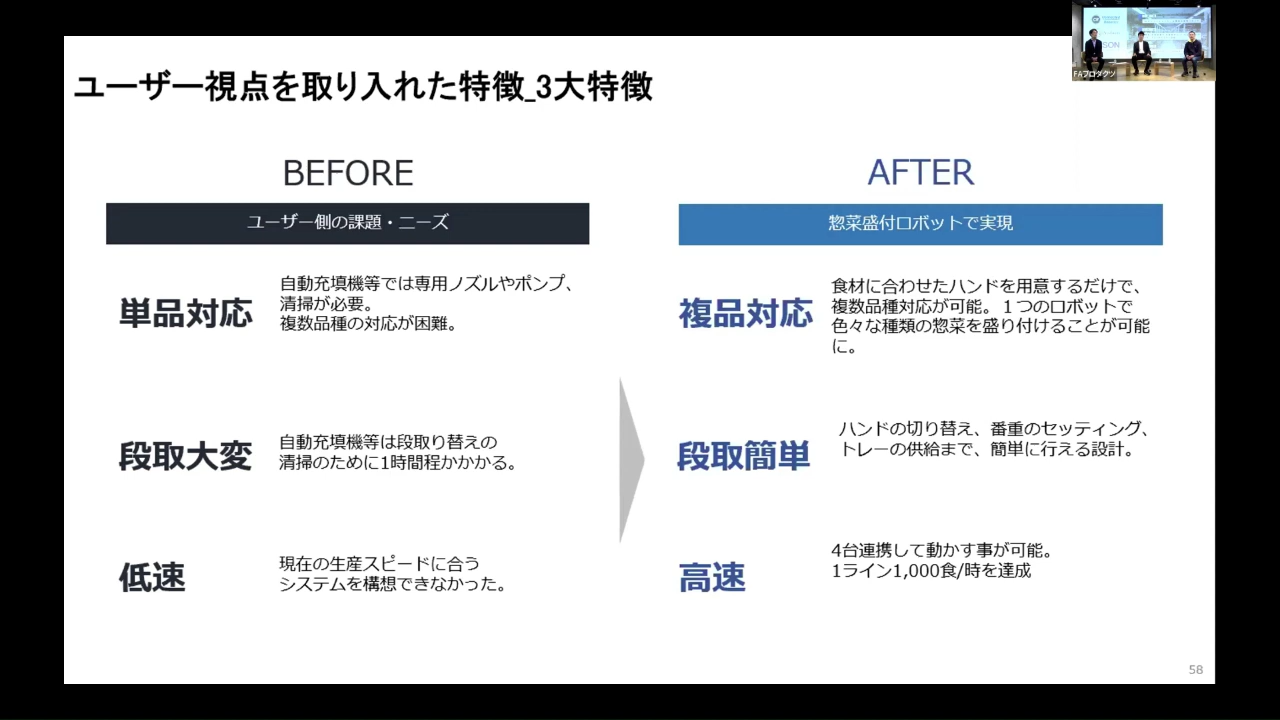 ユーザー視点を取り入れた特徴_3大特徴
FAプロダクツ
BEFORE
ユーザー側の課題・ニーズ
単品対応
自動充填機等では専用ノズルやポンプ、
清掃が必要。
複数品種の対応が困難。
段取大変
自動充填機等は段取り替えの
清掃のために1時間程かかかる。
低速
現在の生産スピードに合う
システムを構想できなかった。
AFTER
惣菜盛付ロボットで実現
複品対応
食材に合わせたハンドを用意するだけで、
複数品種対応が可能。１つのロボットで
色々な種類の惣菜を盛り付けることが可能
に。
段取簡単
ハンドの切り替え、番重のセッティング、
トレーの供給まで、簡単に行える設計。
高速
4台連携して動かす事が可能。
1ライン1,000食/時を達成
58